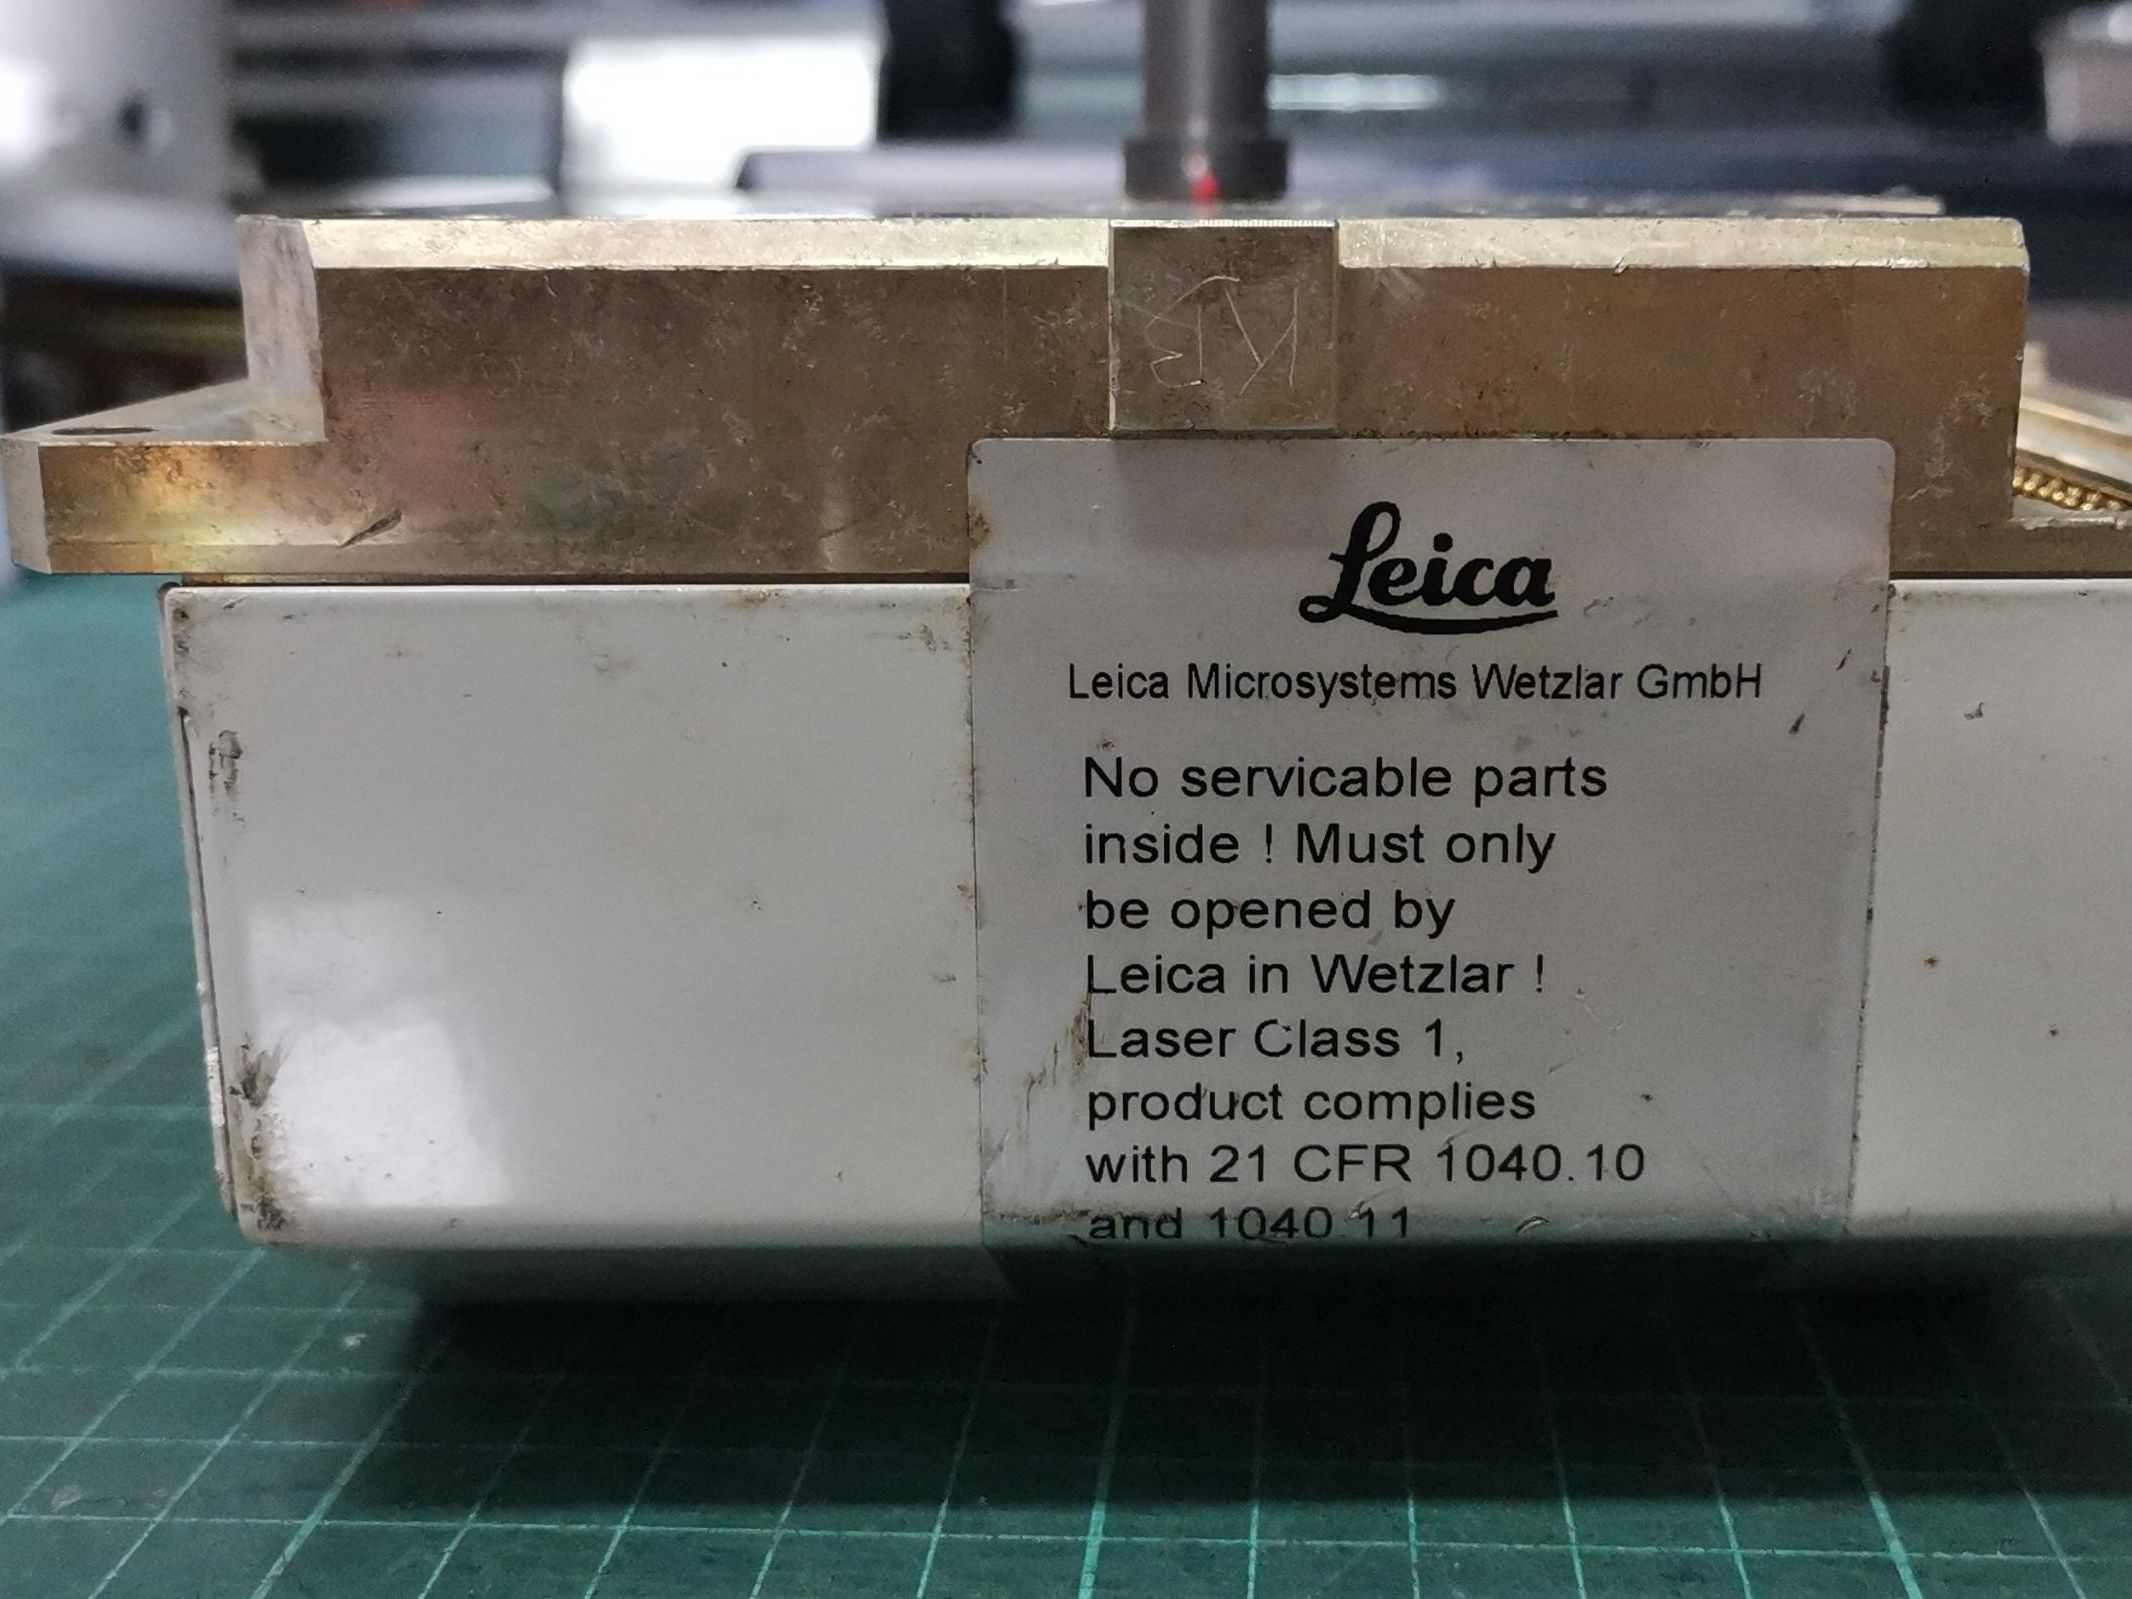 Leica
Leica Microsystems Wetzlar GmbH
No servicable parts
inside ! Must only
be opened by
Leica in Wetzlar !
Laser Class 1,
product complies
with 21 CFR 1040.10
and 1040.11